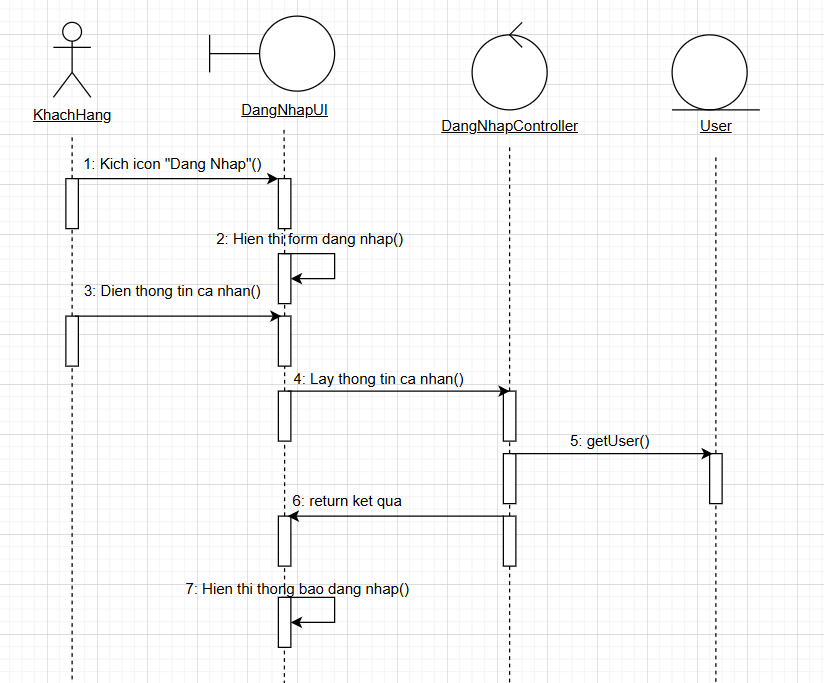 KhachHang
DangNhapUI
DangNhapController
User
1: Kich icon "Dang Nhap"()
2: Hien thi form dang nhap()
3: Dien thong tin ca nhan()
4: Lay thong tin ca nhan()
5: getUser()
6: return ket qua
7: Hien thi thong bao dang nhap()